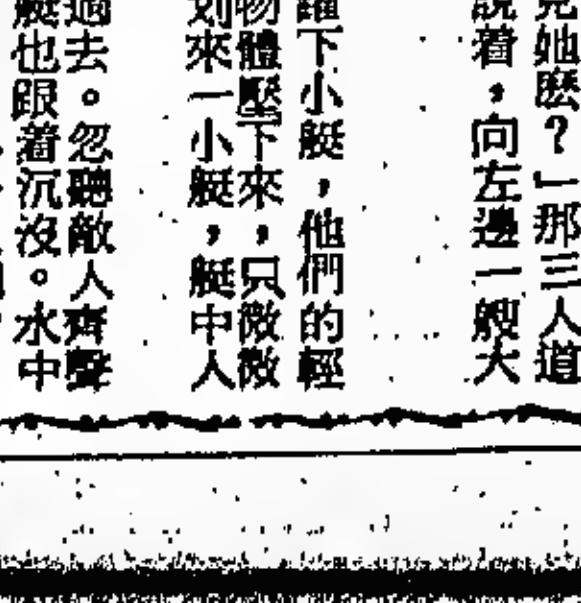 她麽？」那三人道
說着，向左邊一艘大
下小艇，他們的輕
物體壓下來，只微微
划來一小艇，艇中人
過去。忽聽敵人齊聲
艇也跟着沉沒。水中